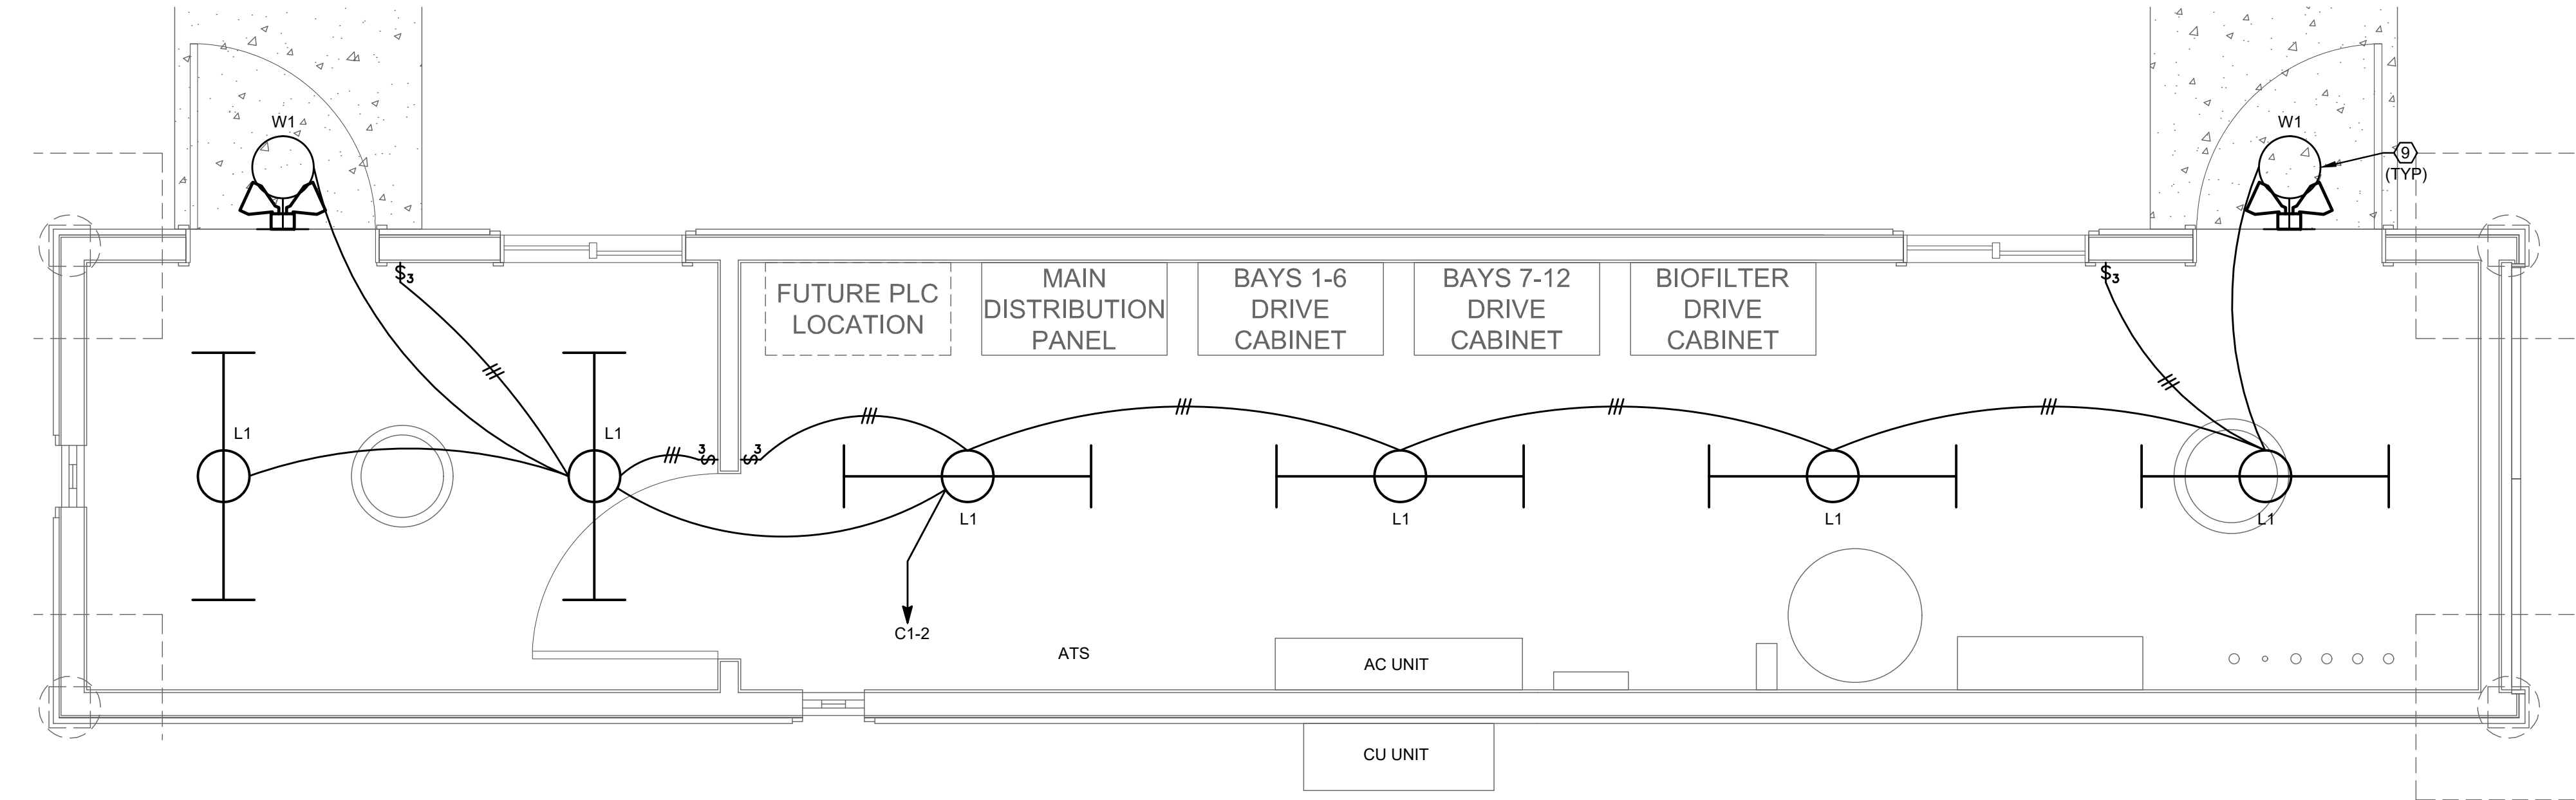 W1
W1
9
(TYP)
$3
$3
FUTURE PLC
LOCATION
MAIN
DISTRIBUTION
PANEL
BAYS 1-6
DRIVE
CABINET
BAYS 7-12
DRIVE
CABINET
BIOFILTER
DRIVE
CABINET
L1
L1
$3
$3
L1
L1
L1
L1
C1-2
ATS
AC UNIT
CU UNIT